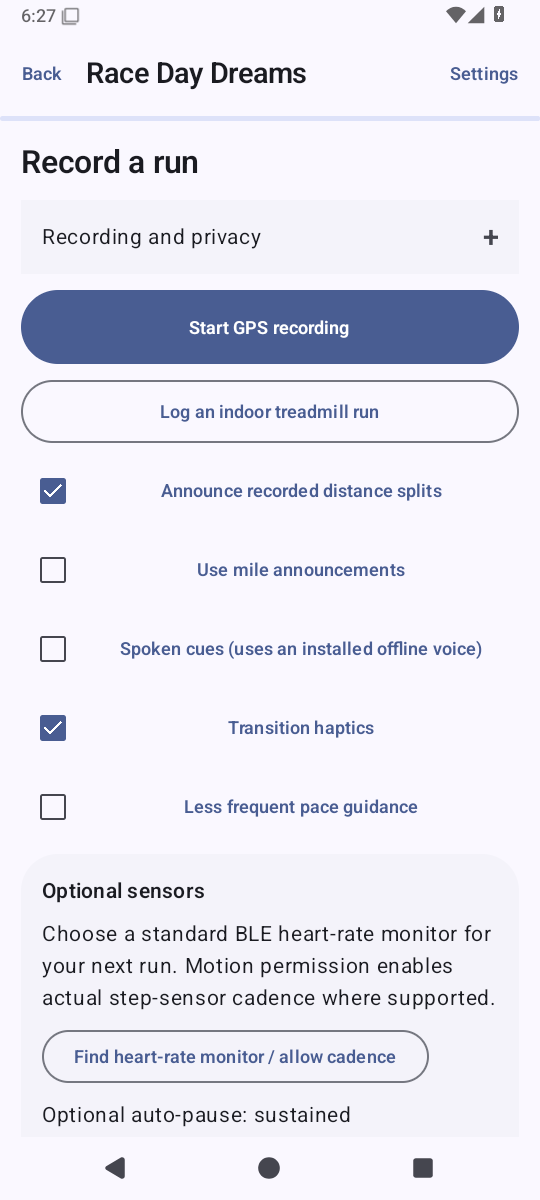 6:27
Back
Race Day Dreams
Settings
Record a run
Recording and privacy
+
Start GPS recording
Log an indoor treadmill run
Announce recorded distance splits
Use mile announcements
Spoken cues (uses an installed offline voice)
Transition haptics
Less frequent pace guidance
Optional sensors
Choose a standard BLE heart-rate monitor for
your next run. Motion permission enables
actual step-sensor cadence where supported.
Find heart-rate monitor / allow cadence
Optional auto-pause: sustained